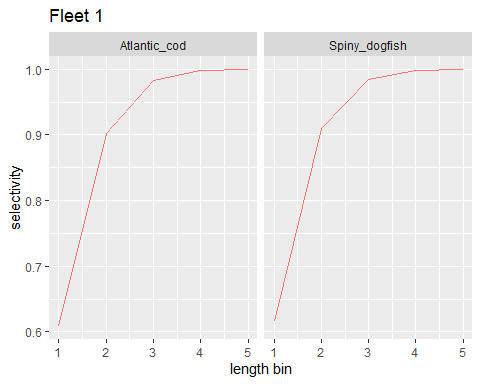 Fleet 1
Atlantic_cod Spiny_dogfish
1.0
0.9
0.8
0.7
0.6
selectivity
1 2 3 4 5 1 2 3 4 5
length bin